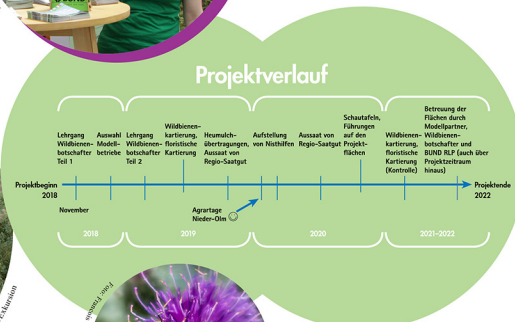 Projektverlauf
Lehrgang
Wildbienen-
botschafter
Teil 1
Auswahl
Modell-
betriebe
Lehrgang
Wildbienen-
botschafter
Teil 2
Wildbienen-
kartierung,
floristische
Kartierung
Heumulch-
übertragungen,
Aussaat von
Regio-Saatgut
Aufstellung
von Nisthilfen
Aussaat von
Regio-Saatgut
Schautafeln,
Führungen
auf den
Projekt-
flächen
Wildbienen-
kartierung,
floristische
Kartierung
(Kontrolle)
Betreuung der
Flächen durch
Modellpartner,
Wildbienen-
botschafter und
BUND RLP (auch über
Projektzeitraum
hinaus)
Projektbeginn
2018
Projektende
2022
November
Agrartage
Nieder-Olm
2018
2019
2020
2021–2022
Foto: Francois
Exkursion